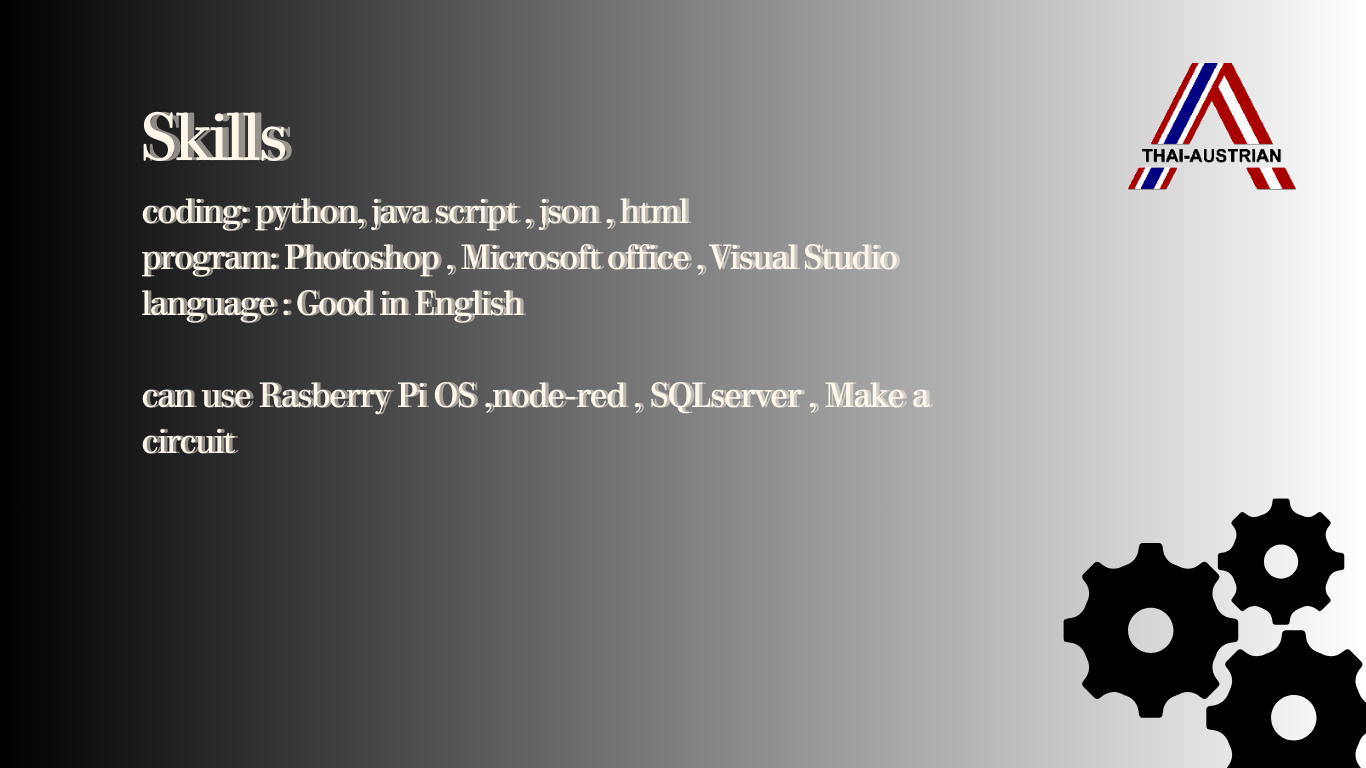 Skills
THAI-AUSTRIAN
coding: python, java script , json , html
program: Photoshop , Microsoft office , Visual Studio
language : Good in English
can use Rasberry Pi OS ,node-red , SQLserver , Make a
circuit